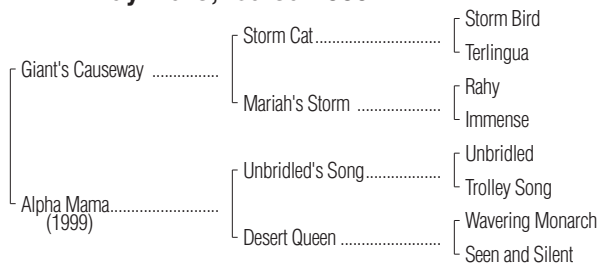 Storm Bird
Storm Cat
Terlingua
Giant's Causeway
Rahy
Mariah's Storm
Immense
Unbridled
Unbridled's Song
Trolley Song
Alpha Mama
(1999)
Wavering Monarch
Desert Queen
Seen and Silent